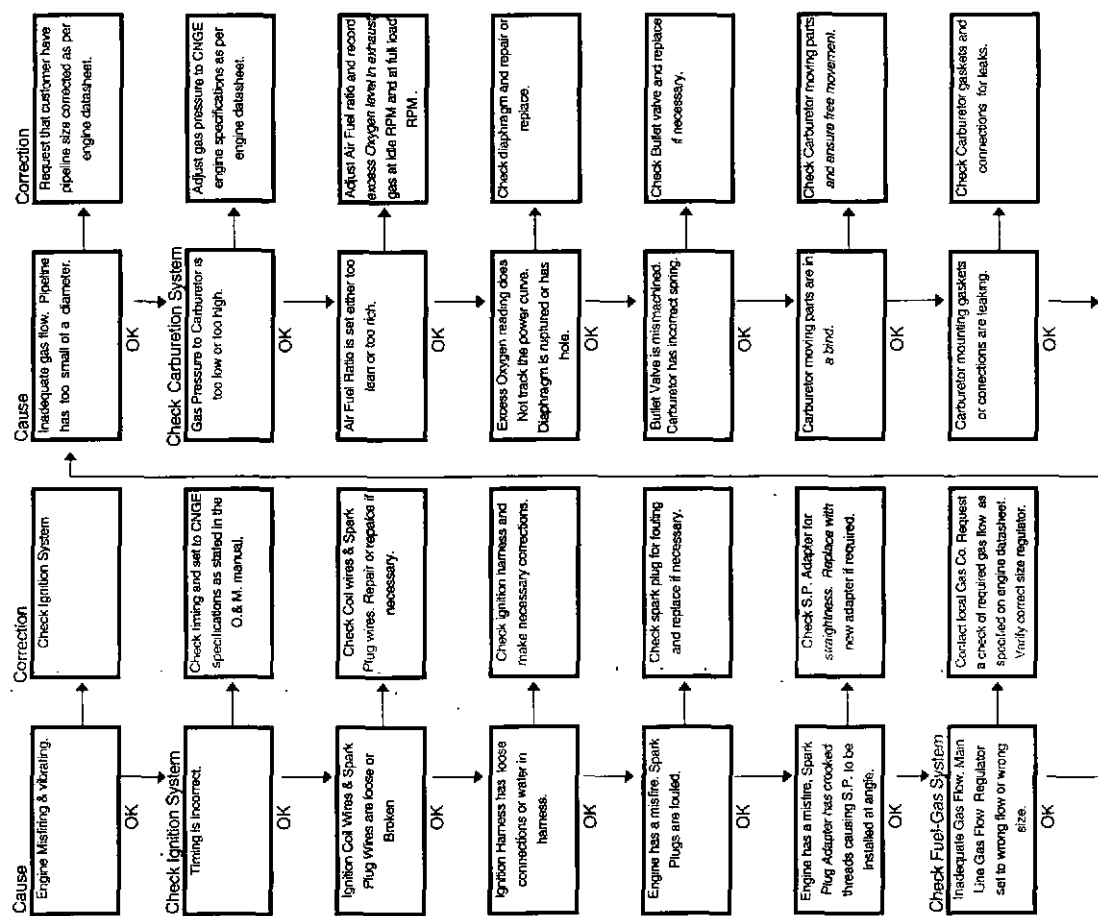 Cause
Correction
Engine Misfiring & vibrating.
Check Ignition System
OK
Check Ignition System
Timing is incorrect.
Check timing and set to CNGE
specifications as stated in the
O.& M. manual.
OK
Ignition Coil Wires & Spark
Plug Wires are loose or
Broken
Check Coil wires & Spark
Plug wires. Repair or repalce if
necessary.
OK
Ignition Harness has loose
connections or water in
harness.
Check ignition harness and
make necessary corrections.
OK
Engine has a misfire. Spark
Plugs are fouled.
Check spark plug for fouling
and replace if necessary.
OK
Engine has a misfire, Spark
Plug Adapter has crooked
threads causing S.P. to be
installed at angle.
Check S.P. Adapter for
straightness. Replace with
new adapter if required.
OK
Check Fuel-Gas System
Inadequate Gas Flow. Main
Line Gas Flow Regulator
set to wrong flow or wrong
size.
Contact local Gas Co. Request
a check of required gas flow as
specified on engine datasheet.
Varify correct size regulator.
OK
Cause
Correction
Inadequate gas flow. Pipeline
has too small of a diameter.
Request that customer have
pipeline size corrected as per
engine datasheet.
OK
Check Carburetion System
Gas Pressure to Carburetor is
too low or too high.
Adjust gas pressure to CNGE
engine specifications as per
engine datasheet.
OK
Air Fuel Ratio is set either too
lean or too rich.
Adjust Air Fuel ratio and record
excess Oxygen level in exhaust
gas at idle RPM and at full load
RPM.
OK
Excess Oxygen reading does
Not track the power curve.
Diaphragm is ruptured or has
hole.
Check diaphragm and repair or
replace.
OK
Bullet Valve is mismachined.
Carburetor has incorrect spring.
Check Bullet valve and replace
if necessary.
OK
Carburetor moving parts are in
a bind.
Check Carburetor moving parts
and ensure free movement.
OK
Carburetor mounting gaskets
or connections are leaking.
Check Carburetor gaskets and
connections for leaks.
OK